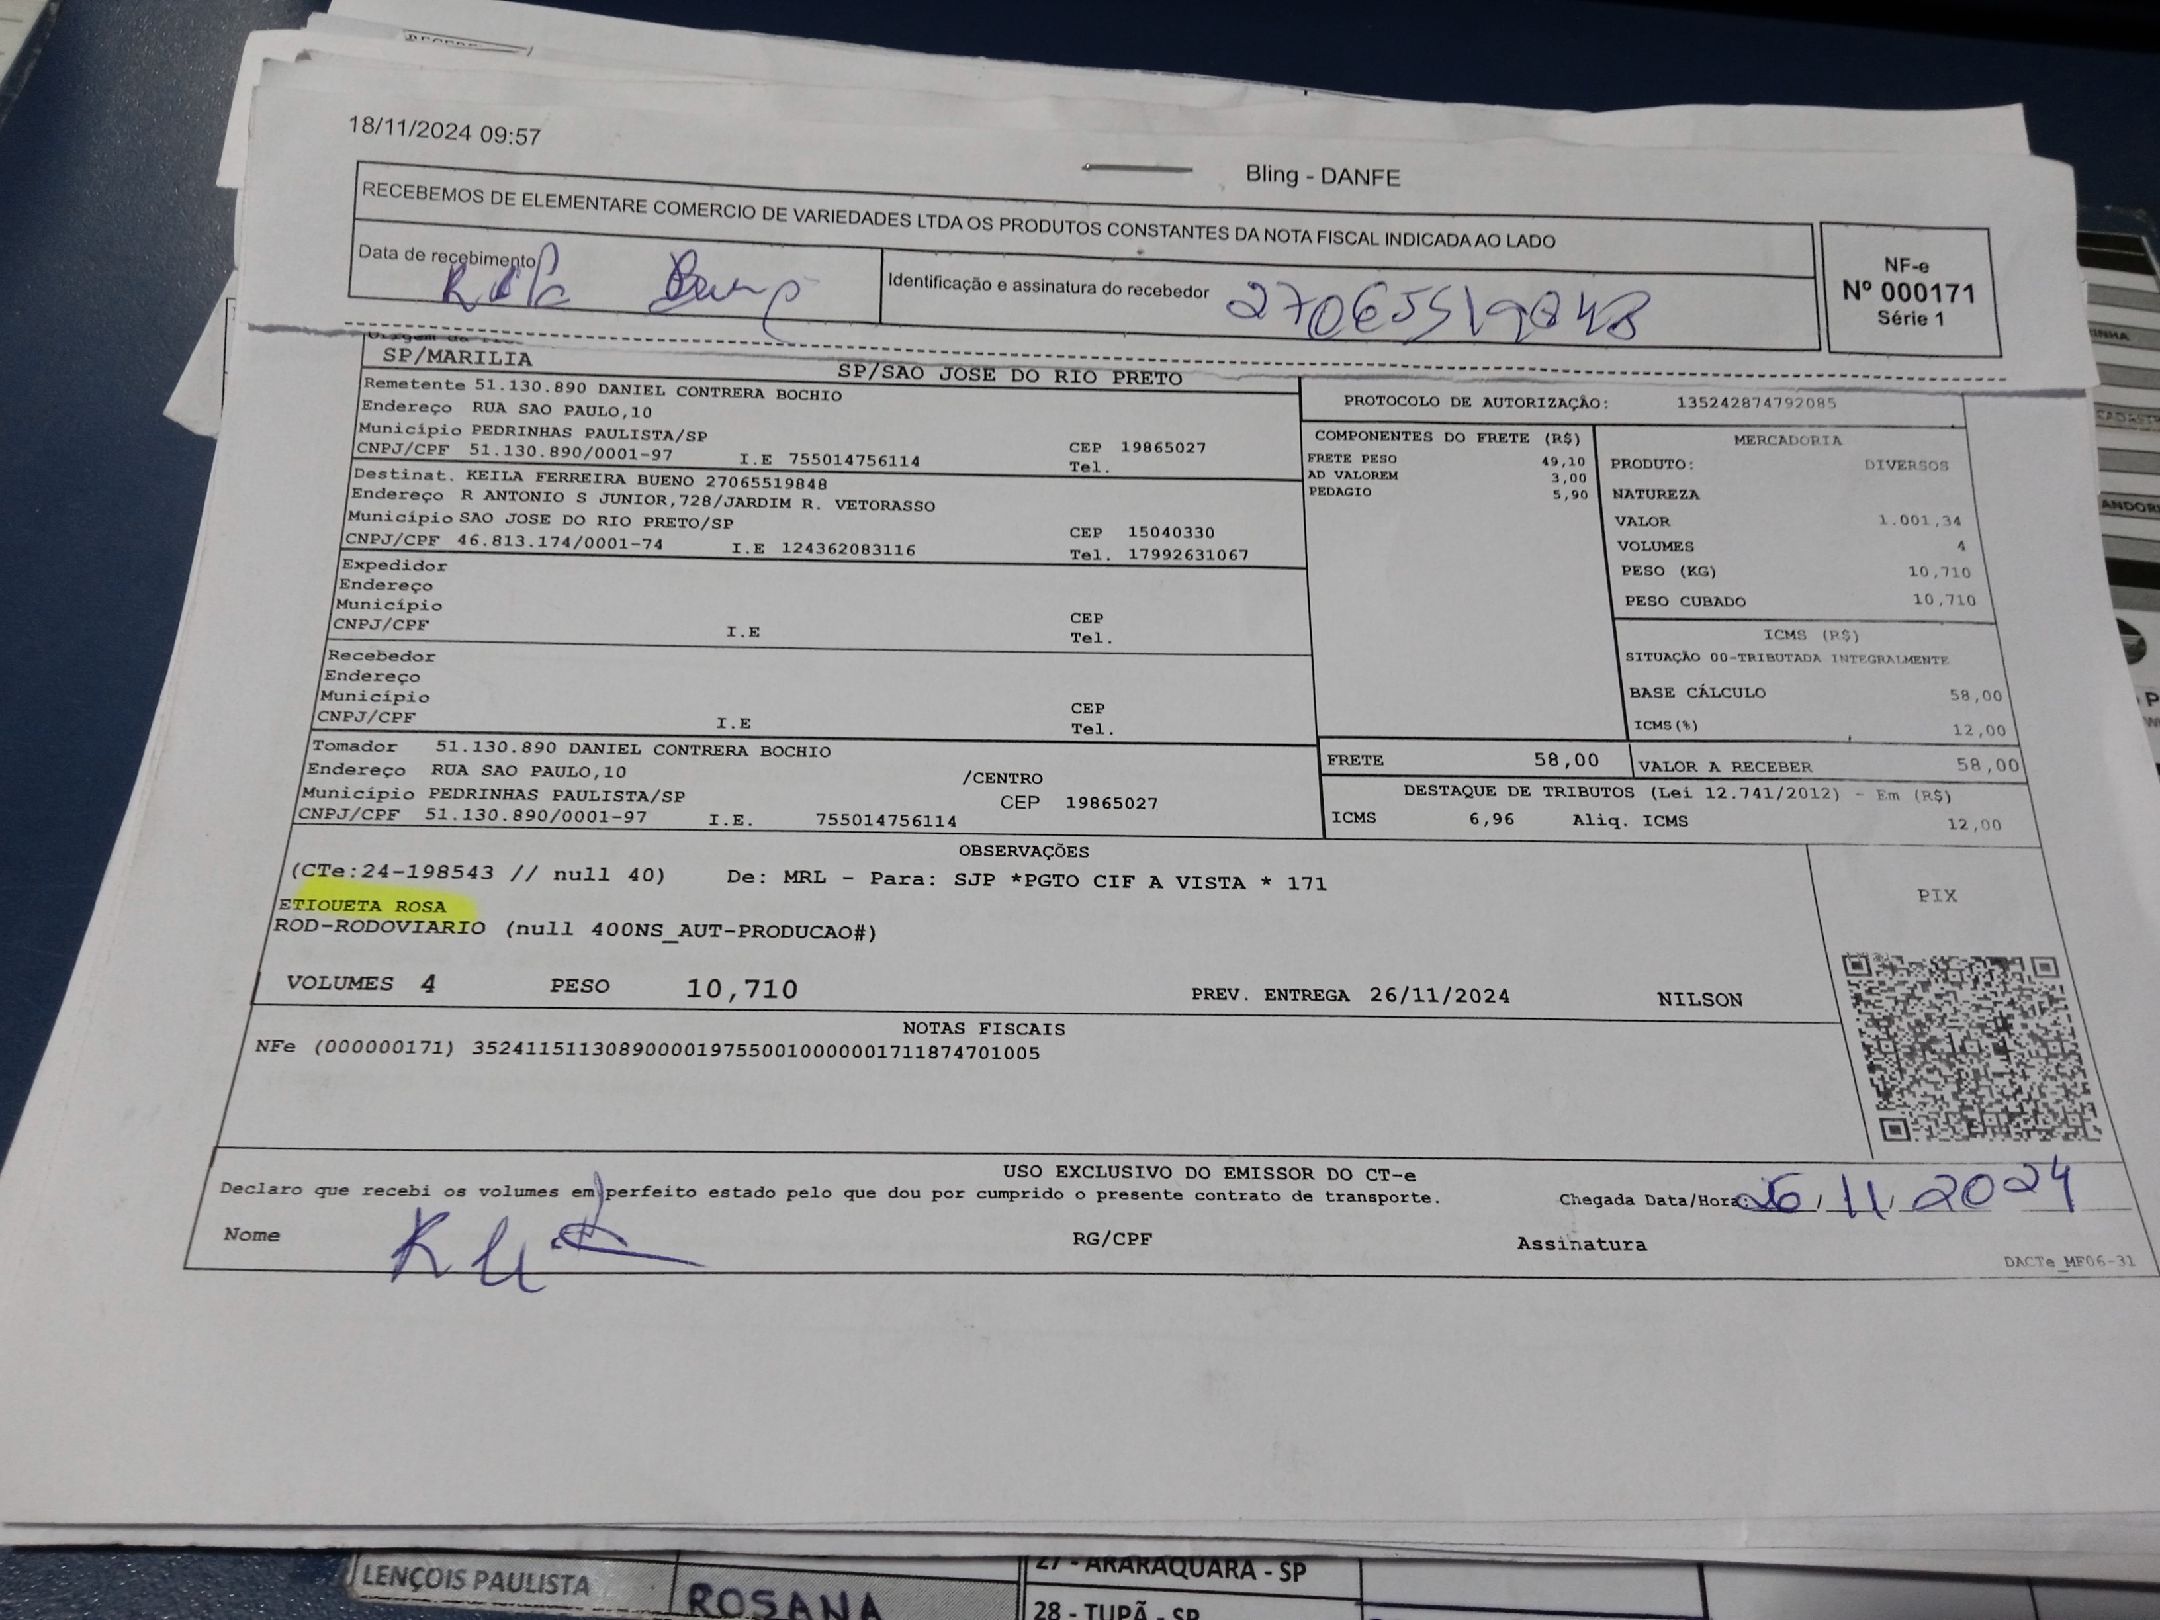 18/11/2024 09:57
Bling - DANFE
RECEBEMOS DE ELEMENTARE COMERCIO DE VARIEDADES LTDA OS PRODUTOS CONSTANTES DA NOTA FISCAL INDICADA AO LADO
Data de recebimento
Identificação e assinatura do recebedor 27065519848
NF-e
Nº 000171
Série 1
SP/MARILIA SP/SAO JOSE DO RIO PRETO
Remetente 51.130.890 DANIEL CONTRERA BOCHIO
Endereço RUA SAO PAULO,10
Município PEDRINHAS PAULISTA/SP CEP 19865027
CNPJ/CPF 51.130.890/0001-97 I.E 755014756114 Tel.
Destinat. KEILA FERREIRA BUENO 27065519848
Endereço R ANTONIO S JUNIOR,728/JARDIM R. VETORASSO
Município SAO JOSE DO RIO PRETO/SP CEP 15040330
CNPJ/CPF 46.813.174/0001-74 I.E 124362083116 Tel. 17992631067
Expedidor
Endereço
Município CEP
CNPJ/CPF I.E Tel.
Recebedor
Endereço
Município CEP
CNPJ/CPF I.E Tel.
Tomador 51.130.890 DANIEL CONTRERA BOCHIO
Endereço RUA SAO PAULO,10 /CENTRO
Município PEDRINHAS PAULISTA/SP CEP 19865027
CNPJ/CPF 51.130.890/0001-97 I.E. 755014756114
PROTOCOLO DE AUTORIZAÇÃO: 135242874792085
COMPONENTES DO FRETE (R$)
FRETE PESO 49,10
AD VALOREM 3,00
PEDAGIO 5,90
MERCADORIA
PRODUTO: DIVERSOS
NATUREZA
VALOR 1.001,34
VOLUMES 4
PESO (KG) 10,710
PESO CUBADO 10,710
ICMS (R$)
SITUAÇÃO 00-TRIBUTADA INTEGRALMENTE
BASE CÁLCULO 58,00
ICMS(%) 12,00
FRETE 58,00 VALOR A RECEBER 58,00
DESTAQUE DE TRIBUTOS (Lei 12.741/2012) - Em (R$)
ICMS 6,96 Aliq. ICMS 12,00
OBSERVAÇÕES
(CTe:24-198543 // null 40) De: MRL - Para: SJP *PGTO CIF A VISTA * 171
ETIQUETA ROSA
ROD-RODOVIARIO (null 400NS_AUT-PRODUCAO#)
PIX
VOLUMES 4 PESO 10,710 PREV. ENTREGA 26/11/2024 NILSON
NOTAS FISCAIS
NFe (000000171) 35241151130890000197550010000001711874701005
USO EXCLUSIVO DO EMISSOR DO CT-e
Declaro que recebi os volumes em perfeito estado pelo que dou por cumprido o presente contrato de transporte. Chegada Data/Hora: 26/11/2024
Nome RG/CPF Assinatura
DACTe_MF06-31
LENÇOIS PAULISTA ROSANA
27 - ARARAQUARA - SP
28 - TUPÃ - SP